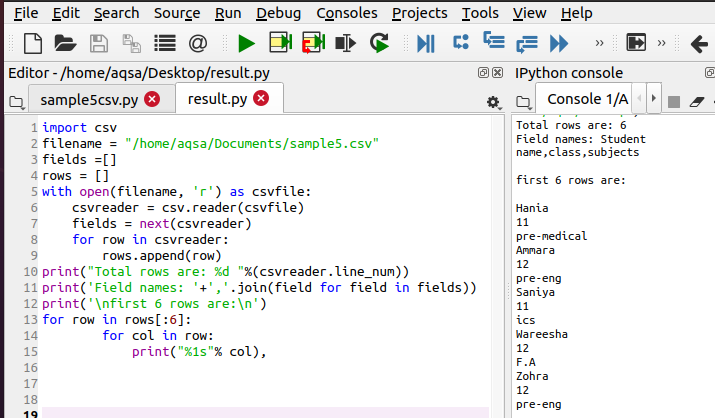 File Edit Search Source Run Debug Consoles Projects Tools View Help
@ » »
Editor - /home/aqsa/Desktop/result.py
sample5csv.py result.py
1 import csv
2 filename = "/home/aqsa/Documents/sample5.csv"
3 fields =[]
4 rows = []
5 with open(filename, 'r') as csvfile:
6 csvreader = csv.reader(csvfile)
7 fields = next(csvreader)
8 for row in csvreader:
9 rows.append(row)
10 print("Total rows are: %d "%(csvreader.line_num))
11 print('Field names: '+','.join(field for field in fields))
12 print('\nfirst 6 rows are:\n')
13 for row in rows[:6]:
14 for col in row:
15 print("%1s"% col),
16
17
18
19
IPython console
Console 1/A
Total rows are: 6
Field names: Student
name,class,subjects
first 6 rows are:
Hania
11
pre-medical
Ammara
12
pre-eng
Saniya
11
ics
Wareesha
12
F.A
Zohra
12
pre-eng